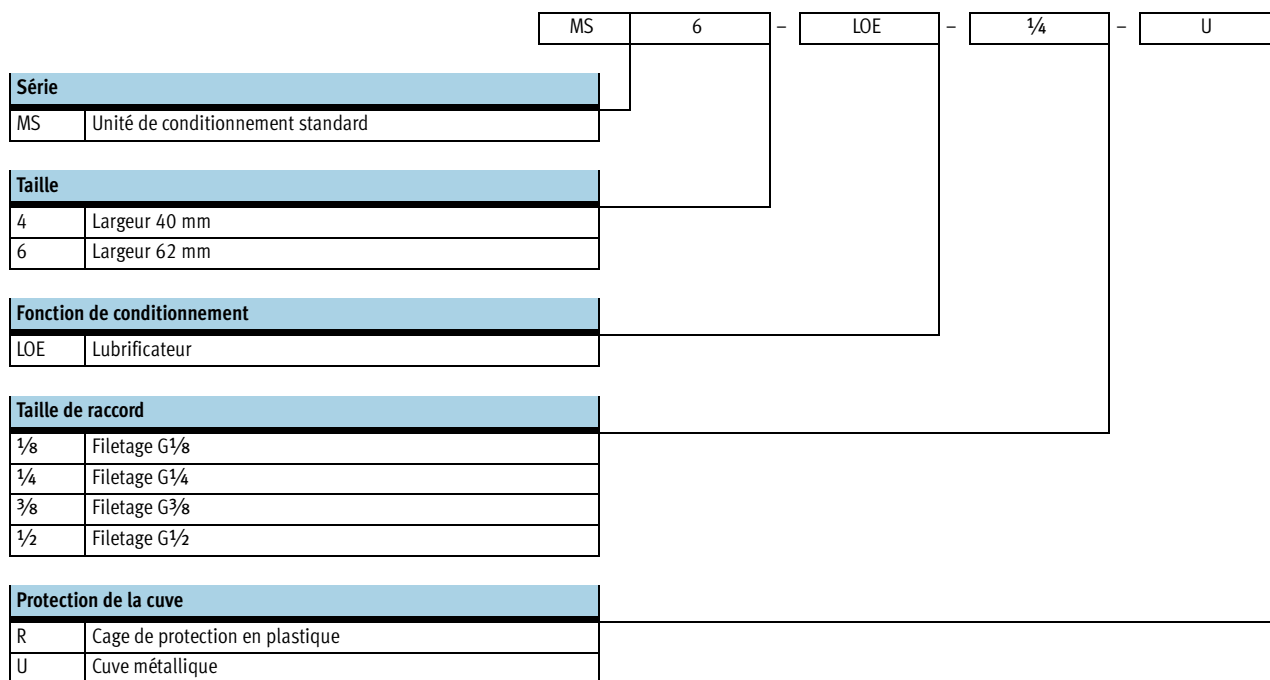 MS 6 – LOE – ¼ – U
Série
MS Unité de conditionnement standard
Taille
4 Largeur 40 mm
6 Largeur 62 mm
Fonction de conditionnement
LOE Lubrificateur
Taille de raccord
⅛ Filetage G⅛
¼ Filetage G¼
⅜ Filetage G⅜
½ Filetage G½
Protection de la cuve
R Cage de protection en plastique
U Cuve métallique